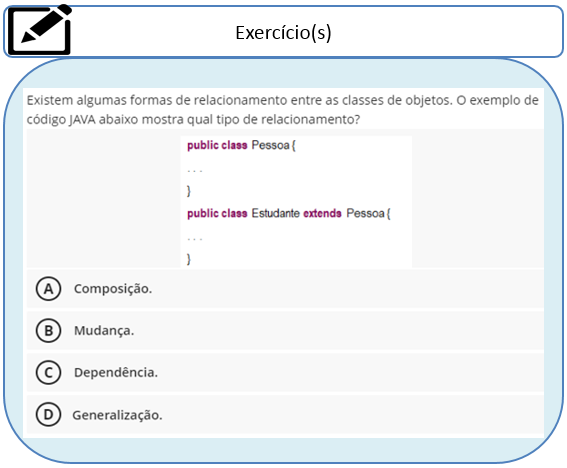 Exercício(s)
Existem algumas formas de relacionamento entre as classes de objetos. O exemplo de
código JAVA abaixo mostra qual tipo de relacionamento?
public class Pessoa {
. . .
}
public class Estudante extends Pessoa {
. . .
}
A Composição.
B Mudança.
C Dependência.
D Generalização.